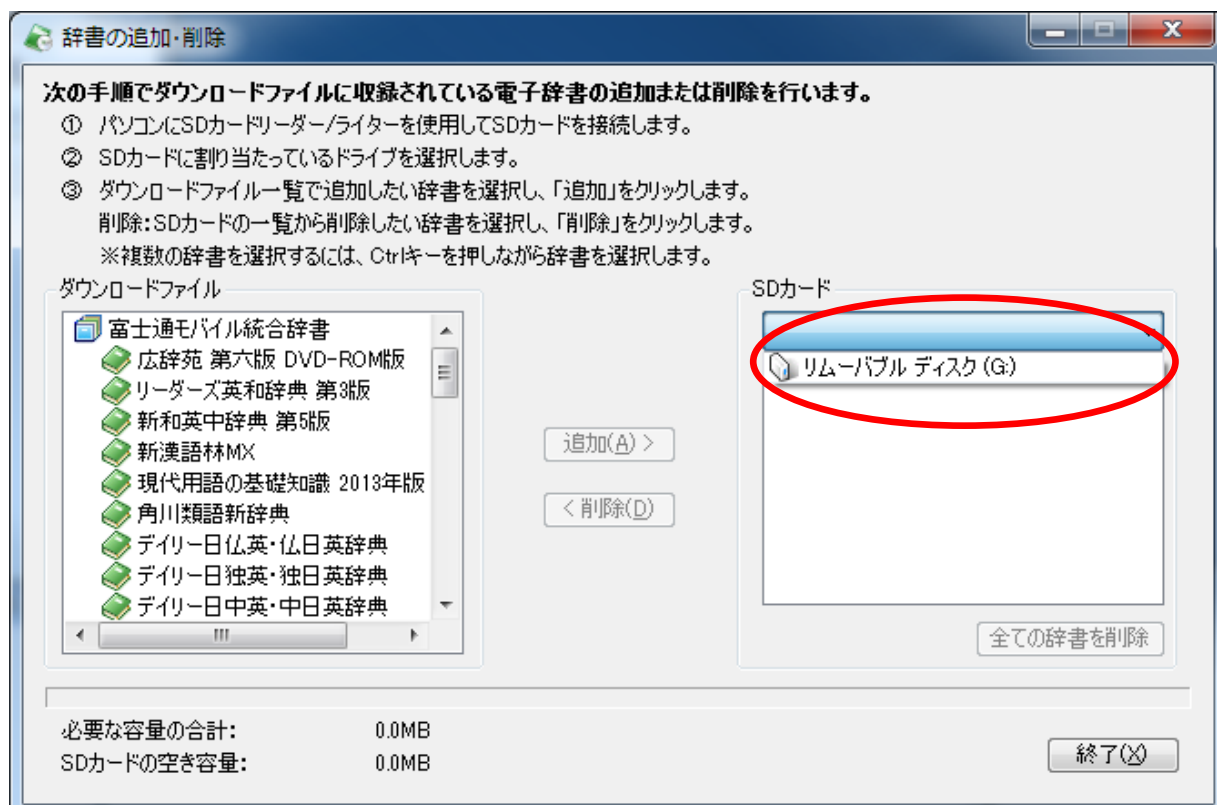 辞書の追加・削除
次の手順でダウンロードファイルに収録されている電子辞書の追加または削除を行います。
① パソコンにSDカードリーダー/ライターを使用してSDカードを接続します。
② SDカードに割り当たっているドライブを選択します。
③ ダウンロードファイル一覧で追加したい辞書を選択し、「追加」をクリックします。
削除:SDカードの一覧から削除したい辞書を選択し、「削除」をクリックします。
※複数の辞書を選択するには、Ctrlキーを押しながら辞書を選択します。
ダウンロードファイル
富士通モバイル統合辞書
広辞苑 第六版 DVD-ROM版
リーダーズ英和辞典 第3版
新和英中辞典 第5版
新漢語林MX
現代用語の基礎知識 2013年版
角川類語新辞典
デイリー日仏英・仏日英辞典
デイリー日独英・独日英辞典
デイリー日中英・中日英辞典
追加(A) >
< 削除(D)
SDカード
リムーバブル ディスク (G:)
全ての辞書を削除
必要な容量の合計: 0.0MB
SDカードの空き容量: 0.0MB
終了(X)